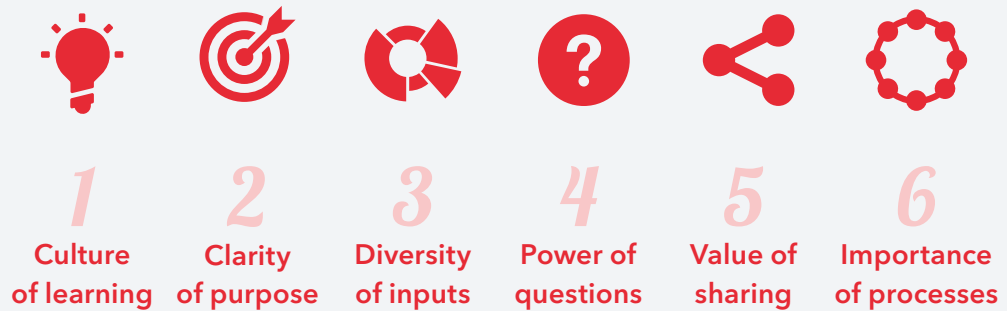 ?
1 2 3 4 5 6
Culture Clarity Diversity Power of Value of Importance
of learning of purpose of inputs questions sharing of processes